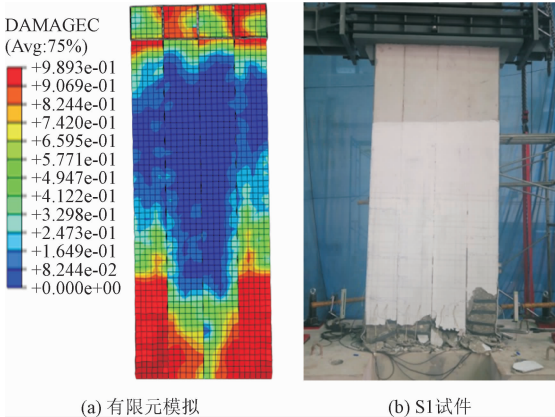 DAMAGEC
(Avg:75%)
+9.893e-01
+9.069e-01
+8.244e-01
+7.420e-01
+6.595e-01
+5.771e-01
+4.947e-01
+4.122e-01
+3.298e-01
+2.473e-01
+1.649e-01
+8.244e-02
+0.000e+00
(a) 有限元模拟
(b) S1试件